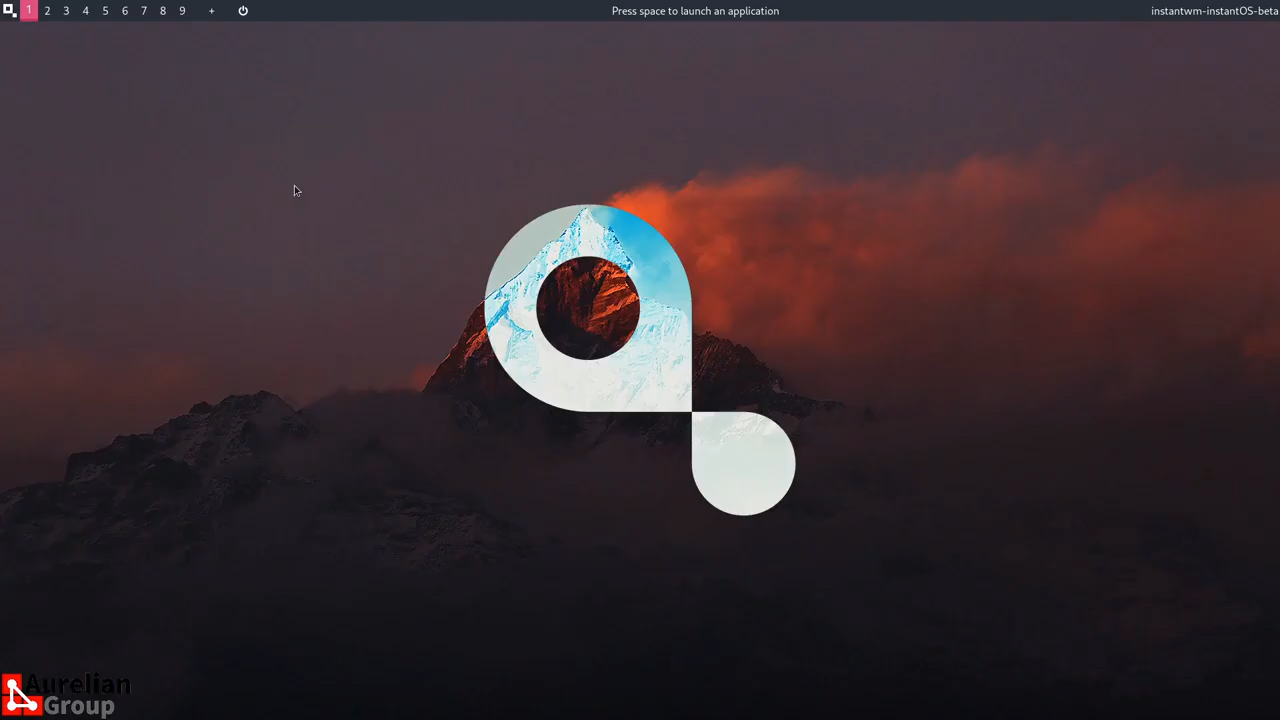 1 2 3 4 5 6 7 8 9 +
Press space to launch an application
instantwm-instantOS-beta
Aurelian
Group